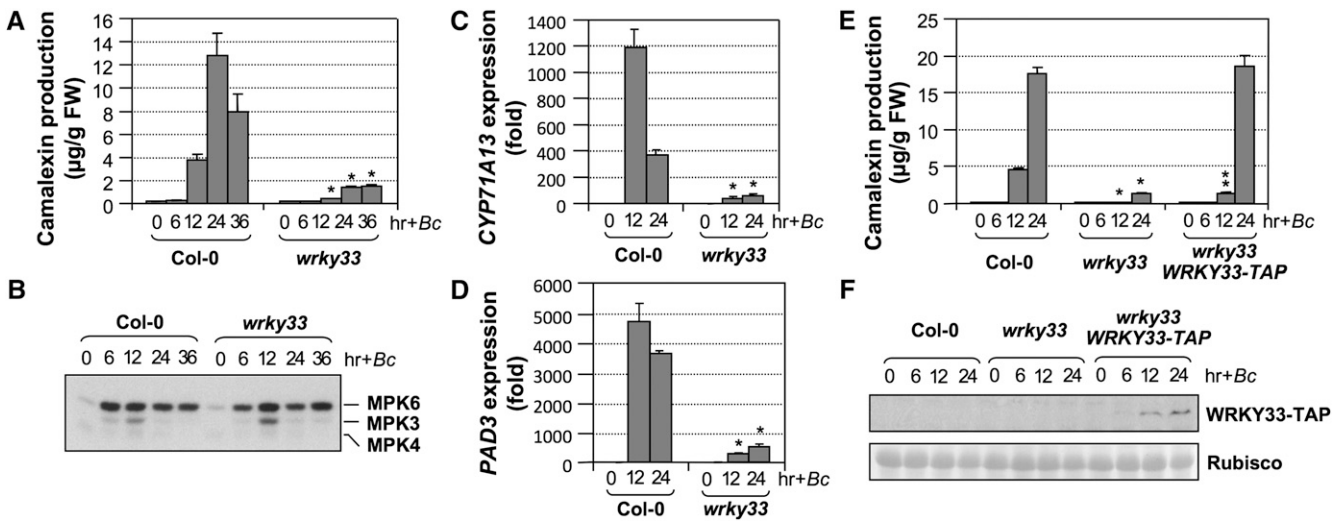 A
Camalexin production
(µg/g FW)
16
14
12
10
8
6
4
2
0
*
*
*
0 6 12 24 36
0 6 12 24 36
hr+Bc
Col-0
wrky33
B
Col-0
wrky33
0 6 12 24 36
0 6 12 24 36
hr+Bc
MPK6
MPK3
MPK4
C
CYP71A13 expression
(fold)
1400
1200
1000
800
600
400
200
0
*
*
0 12 24
0 12 24
hr+Bc
Col-0
wrky33
D
PAD3 expression
(fold)
6000
5000
4000
3000
2000
1000
0
*
*
0 12 24
0 12 24
hr+Bc
Col-0
wrky33
E
Camalexin production
(µg/g FW)
25
20
15
10
5
0
*
*
**
0 6 12 24
0 6 12 24
0 6 12 24
hr+Bc
Col-0
wrky33
wrky33
WRKY33-TAP
F
Col-0
wrky33
wrky33
WRKY33-TAP
0 6 12 24
0 6 12 24
0 6 12 24
hr+Bc
WRKY33-TAP
Rubisco